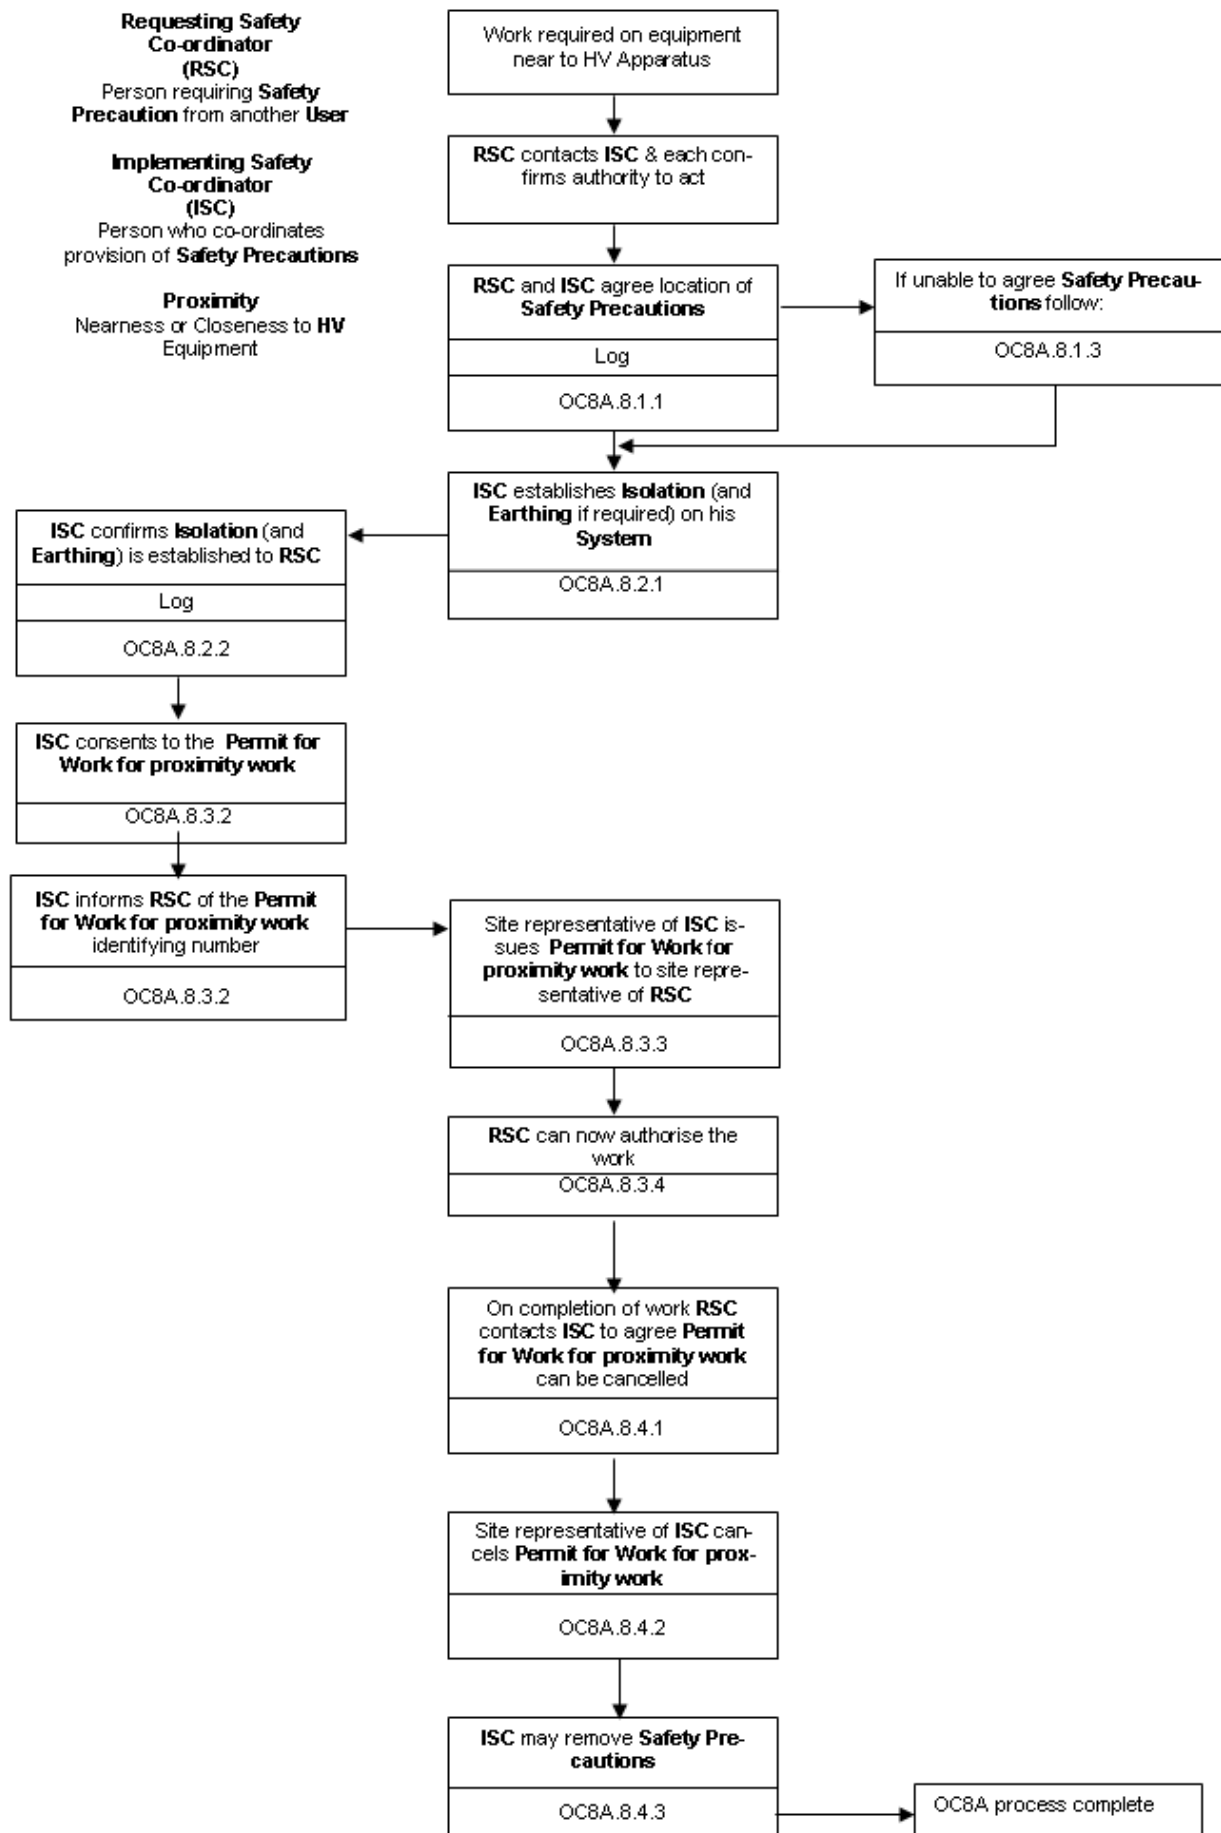 Requesting Safety
Co-ordinator
(RSC)
Person requiring Safety
Precaution from another User
Implementing Safety
Co-ordinator
(ISC)
Person who co-ordinates
provision of Safety Precautions
Proximity
Nearness or Closeness to HV
Equipment
Work required on equipment
near to HV Apparatus
RSC contacts ISC & each con-
firms authority to act
RSC and ISC agree location of
Safety Precautions
Log
OC8A.8.1.1
If unable to agree Safety Precau-
tions follow:
OC8A.8.1.3
ISC establishes Isolation (and
Earthing if required) on his
System
OC8A.8.2.1
ISC confirms Isolation (and
Earthing) is established to RSC
Log
OC8A.8.2.2
ISC consents to the Permit for
Work for proximity work
OC8A.8.3.2
ISC informs RSC of the Permit
for Work for proximity work
identifying number
OC8A.8.3.2
Site representative of ISC is-
sues Permit for Work for
proximity work to site repre-
sentative of RSC
OC8A.8.3.3
RSC can now authorise the
work
OC8A.8.3.4
On completion of work RSC
contacts ISC to agree Permit
for Work for proximity work
can be cancelled
OC8A.8.4.1
Site representative of ISC can-
cels Permit for Work for prox-
imity work
OC8A.8.4.2
ISC may remove Safety Pre-
cautions
OC8A.8.4.3
OC8A process complete